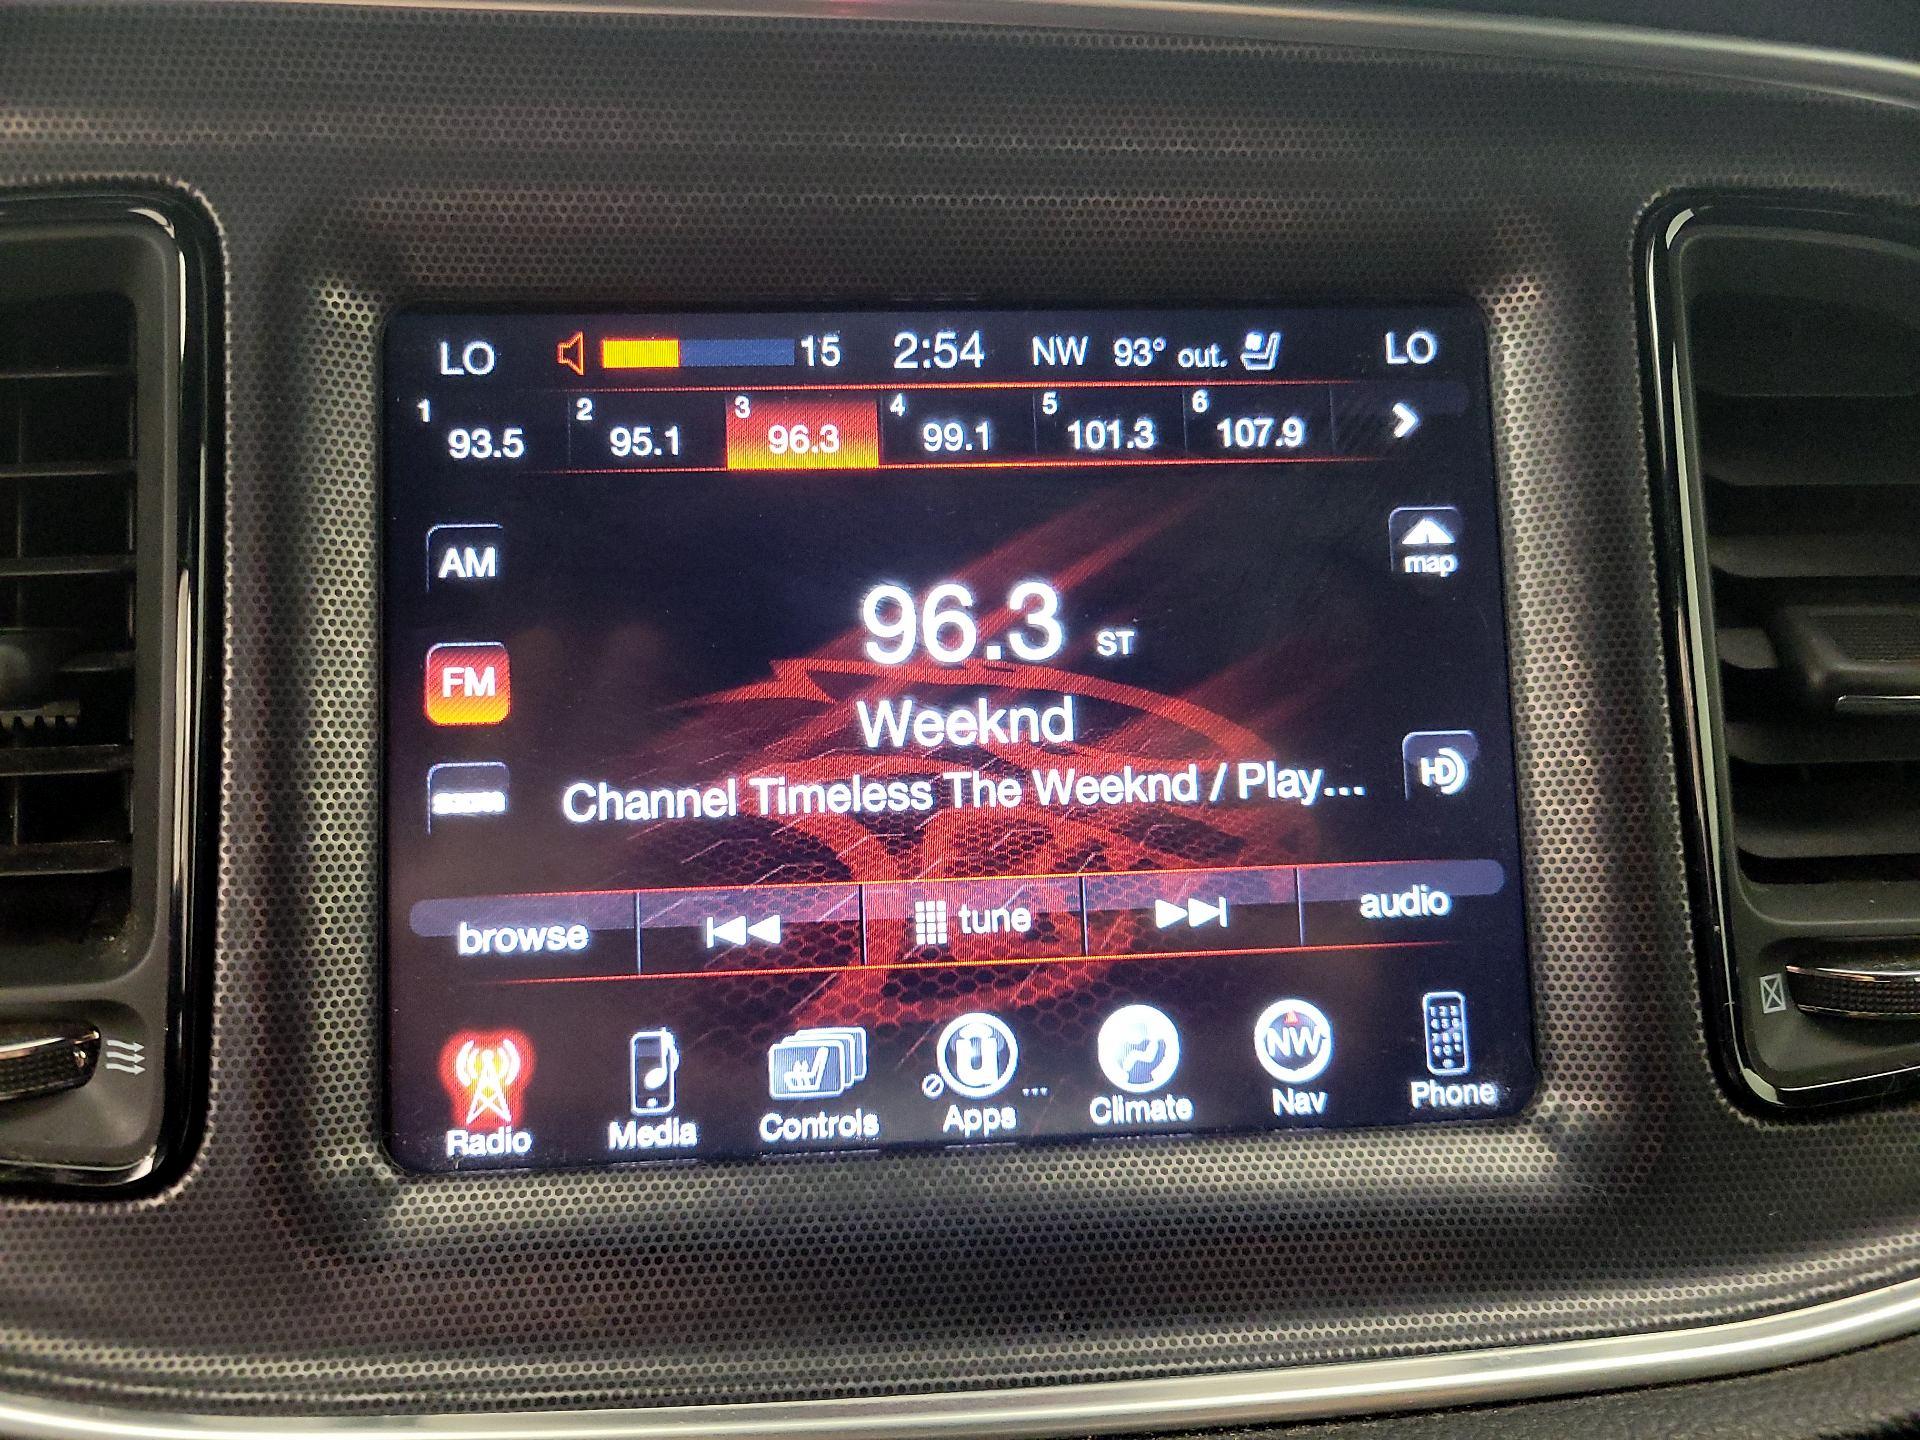 LO 15 2:54 NW 93° out. LO
1 93.5 2 95.1 3 96.3 4 99.1 5 101.3 6 107.9
AM
map
96.3 ST
FM
Weeknd
HD
Channel Timeless The Weeknd / Play...
browse tune audio
NW
Radio Media Controls Apps ... Climate Nav Phone